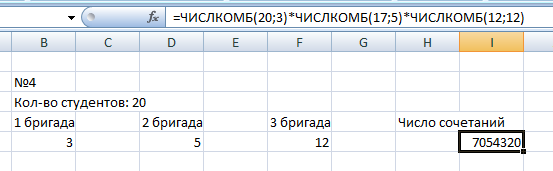 fx =ЧИСЛКОМБ(20;3)*ЧИСЛКОМБ(17;5)*ЧИСЛКОМБ(12;12)
B C D E F G H I
№4
Кол-во студентов: 20
1 бригада 2 бригада 3 бригада Число сочетаний
3 5 12 7054320